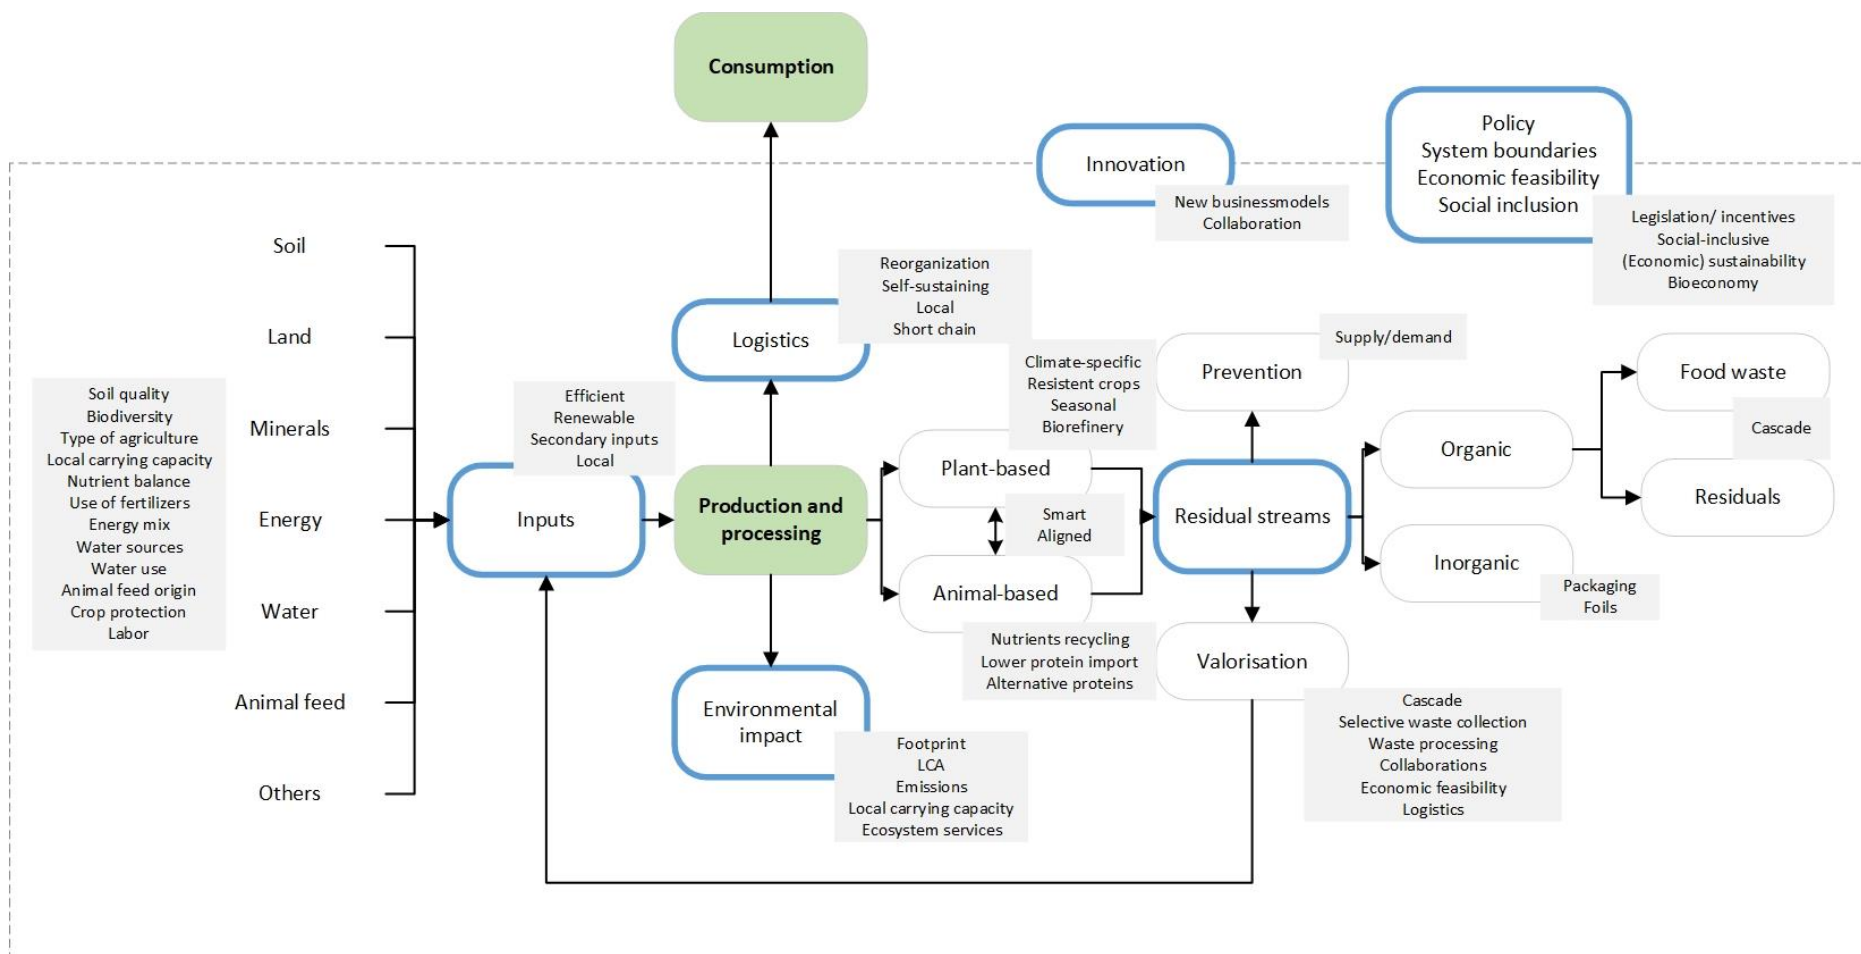 Consumption
Innovation
New businessmodels
Collaboration
Policy
System boundaries
Economic feasibility
Social inclusion
Legislation/ incentives
Social-inclusive
(Economic) sustainability
Bioeconomy
Soil
Land
Minerals
Energy
Water
Animal feed
Others
Soil quality
Biodiversity
Type of agriculture
Local carrying capacity
Nutrient balance
Use of fertilizers
Energy mix
Water sources
Water use
Animal feed origin
Crop protection
Labor
Efficient
Renewable
Secondary inputs
Local
Inputs
Reorganization
Self-sustaining
Local
Short chain
Logistics
Production and
processing
Environmental
impact
Footprint
LCA
Emissions
Local carrying capacity
Ecosystem services
Climate-specific
Resistent crops
Seasonal
Biorefinery
Plant-based
Smart
Aligned
Animal-based
Nutrients recycling
Lower protein import
Alternative proteins
Supply/demand
Prevention
Residual streams
Valorisation
Cascade
Selective waste collection
Waste processing
Collaborations
Economic feasibility
Logistics
Organic
Inorganic
Packaging
Foils
Food waste
Cascade
Residuals